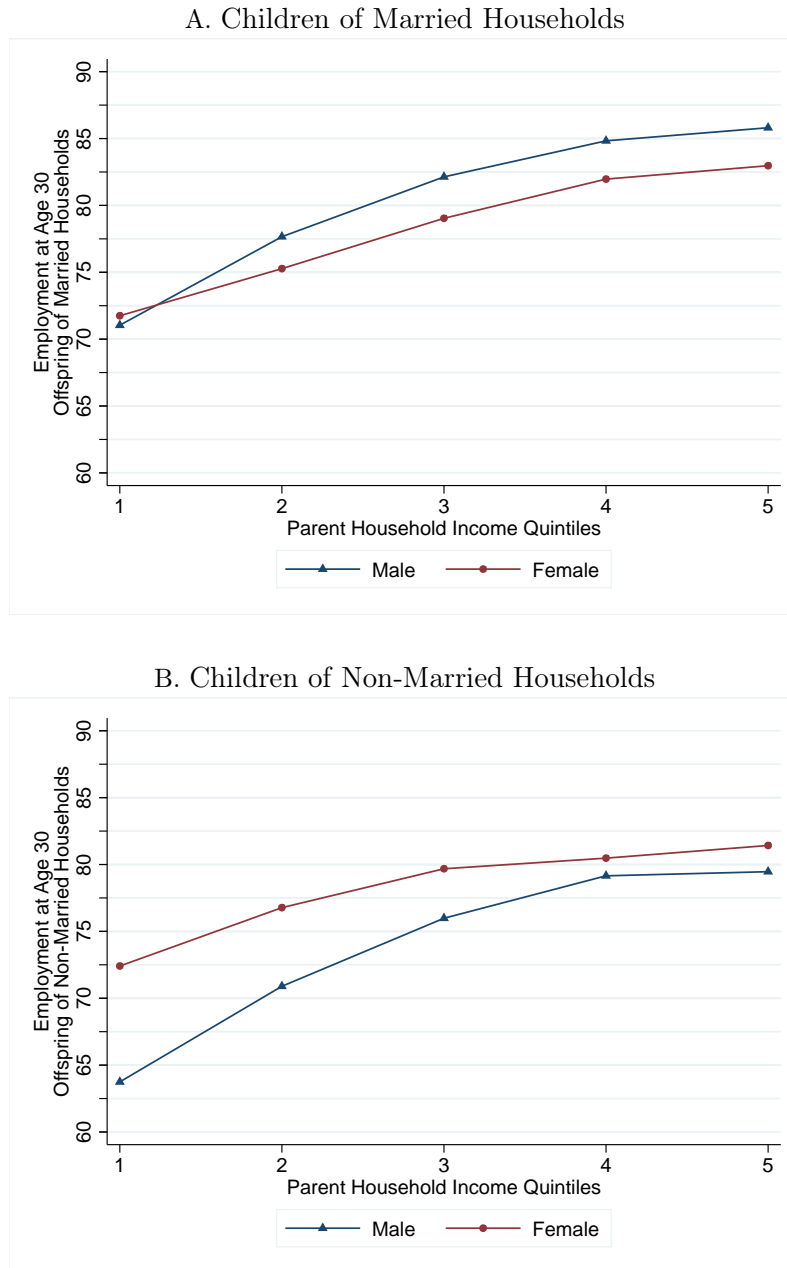 A. Children of Married Households
Employment at Age 30
Offspring of Married Households
90
85
80
75
70
65
60
1 2 3 4 5
Parent Household Income Quintiles
Male Female
B. Children of Non-Married Households
Employment at Age 30
Offspring of Non-Married Households
90
85
80
75
70
65
60
1 2 3 4 5
Parent Household Income Quintiles
Male Female